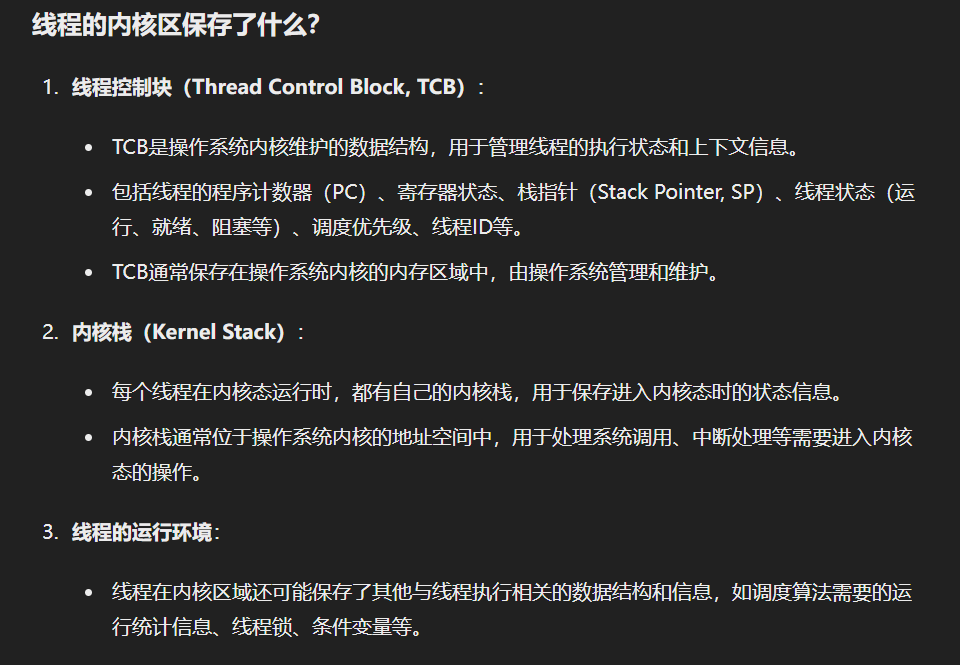 线程的内核区保存了什么?
1. 线程控制块（Thread Control Block, TCB）：
• TCB是操作系统内核维护的数据结构，用于管理线程的执行状态和上下文信息。
• 包括线程的程序计数器（PC）、寄存器状态、栈指针（Stack Pointer, SP）、线程状态（运
行、就绪、阻塞等）、调度优先级、线程ID等。
• TCB通常保存在操作系统内核的内存区域中，由操作系统管理和维护。
2. 内核栈（Kernel Stack）：
• 每个线程在内核态运行时，都有自己的内核栈，用于保存进入内核态时的状态信息。
• 内核栈通常位于操作系统内核的地址空间中，用于处理系统调用、中断处理等需要进入内核
态的操作。
3. 线程的运行环境：
• 线程在内核区域还可能保存了其他与线程执行相关的数据结构和信息，如调度算法需要的运
行统计信息、线程锁、条件变量等。